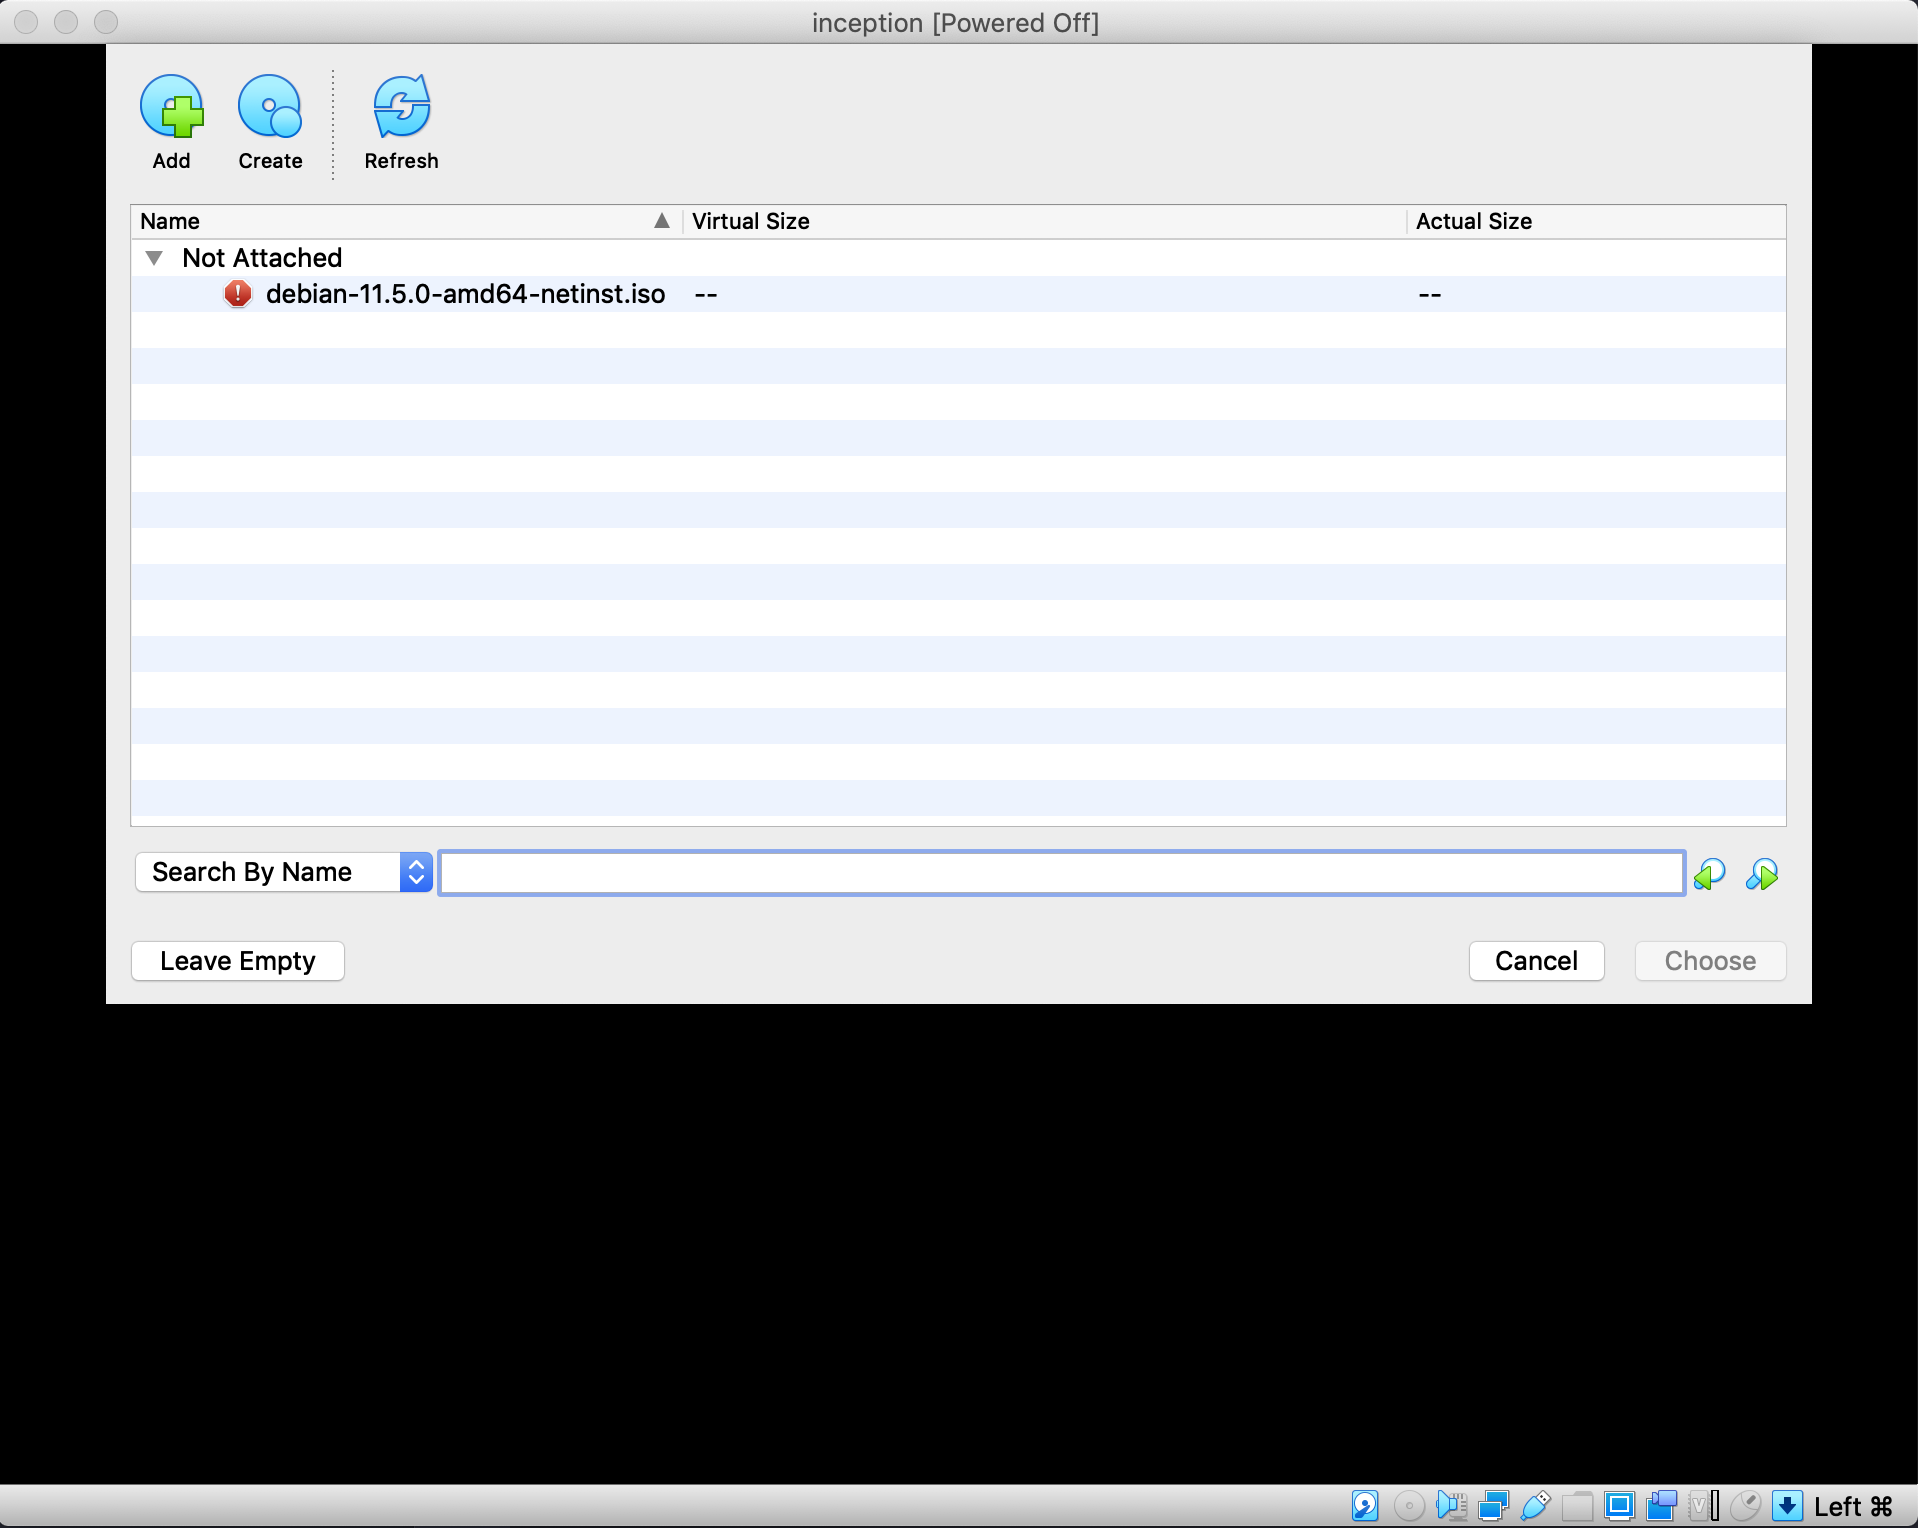 inception [Powered Off]
Add Create Refresh
Name Virtual Size Actual Size
Not Attached
debian-11.5.0-amd64-netinst.iso -- --
Search By Name
Leave Empty Cancel Choose
Left ⌘